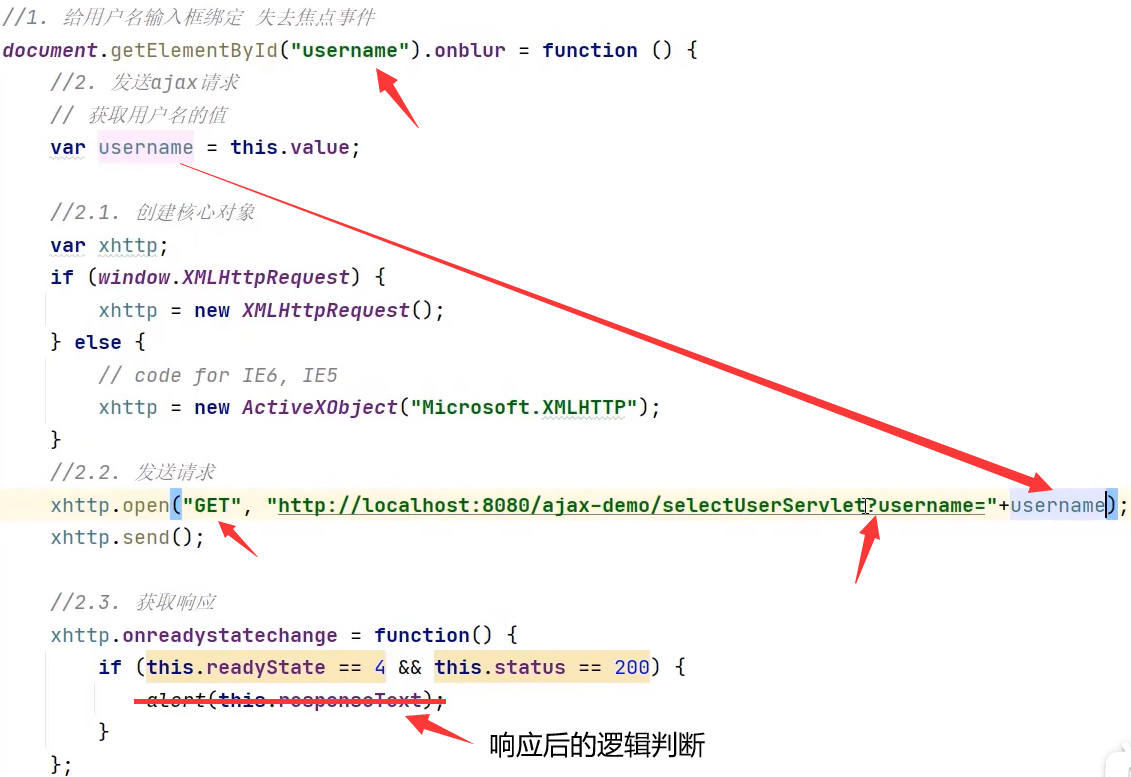 //1. 给用户名输入框绑定 失去焦点事件
document.getElementById("username").onblur = function () {
//2. 发送ajax请求
// 获取用户名的值
var username = this.value;
//2.1. 创建核心对象
var xhttp;
if (window.XMLHttpRequest) {
xhttp = new XMLHttpRequest();
} else {
// code for IE6, IE5
xhttp = new ActiveXObject("Microsoft.XMLHTTP");
}
//2.2. 发送请求
xhttp.open("GET", "http://localhost:8080/ajax-demo/selectUserServlet?username="+username);
xhttp.send();
//2.3. 获取响应
xhttp.onreadystatechange = function() {
if (this.readyState == 4 && this.status == 200) {
alert(this.responseText);
}
响应后的逻辑判断
};